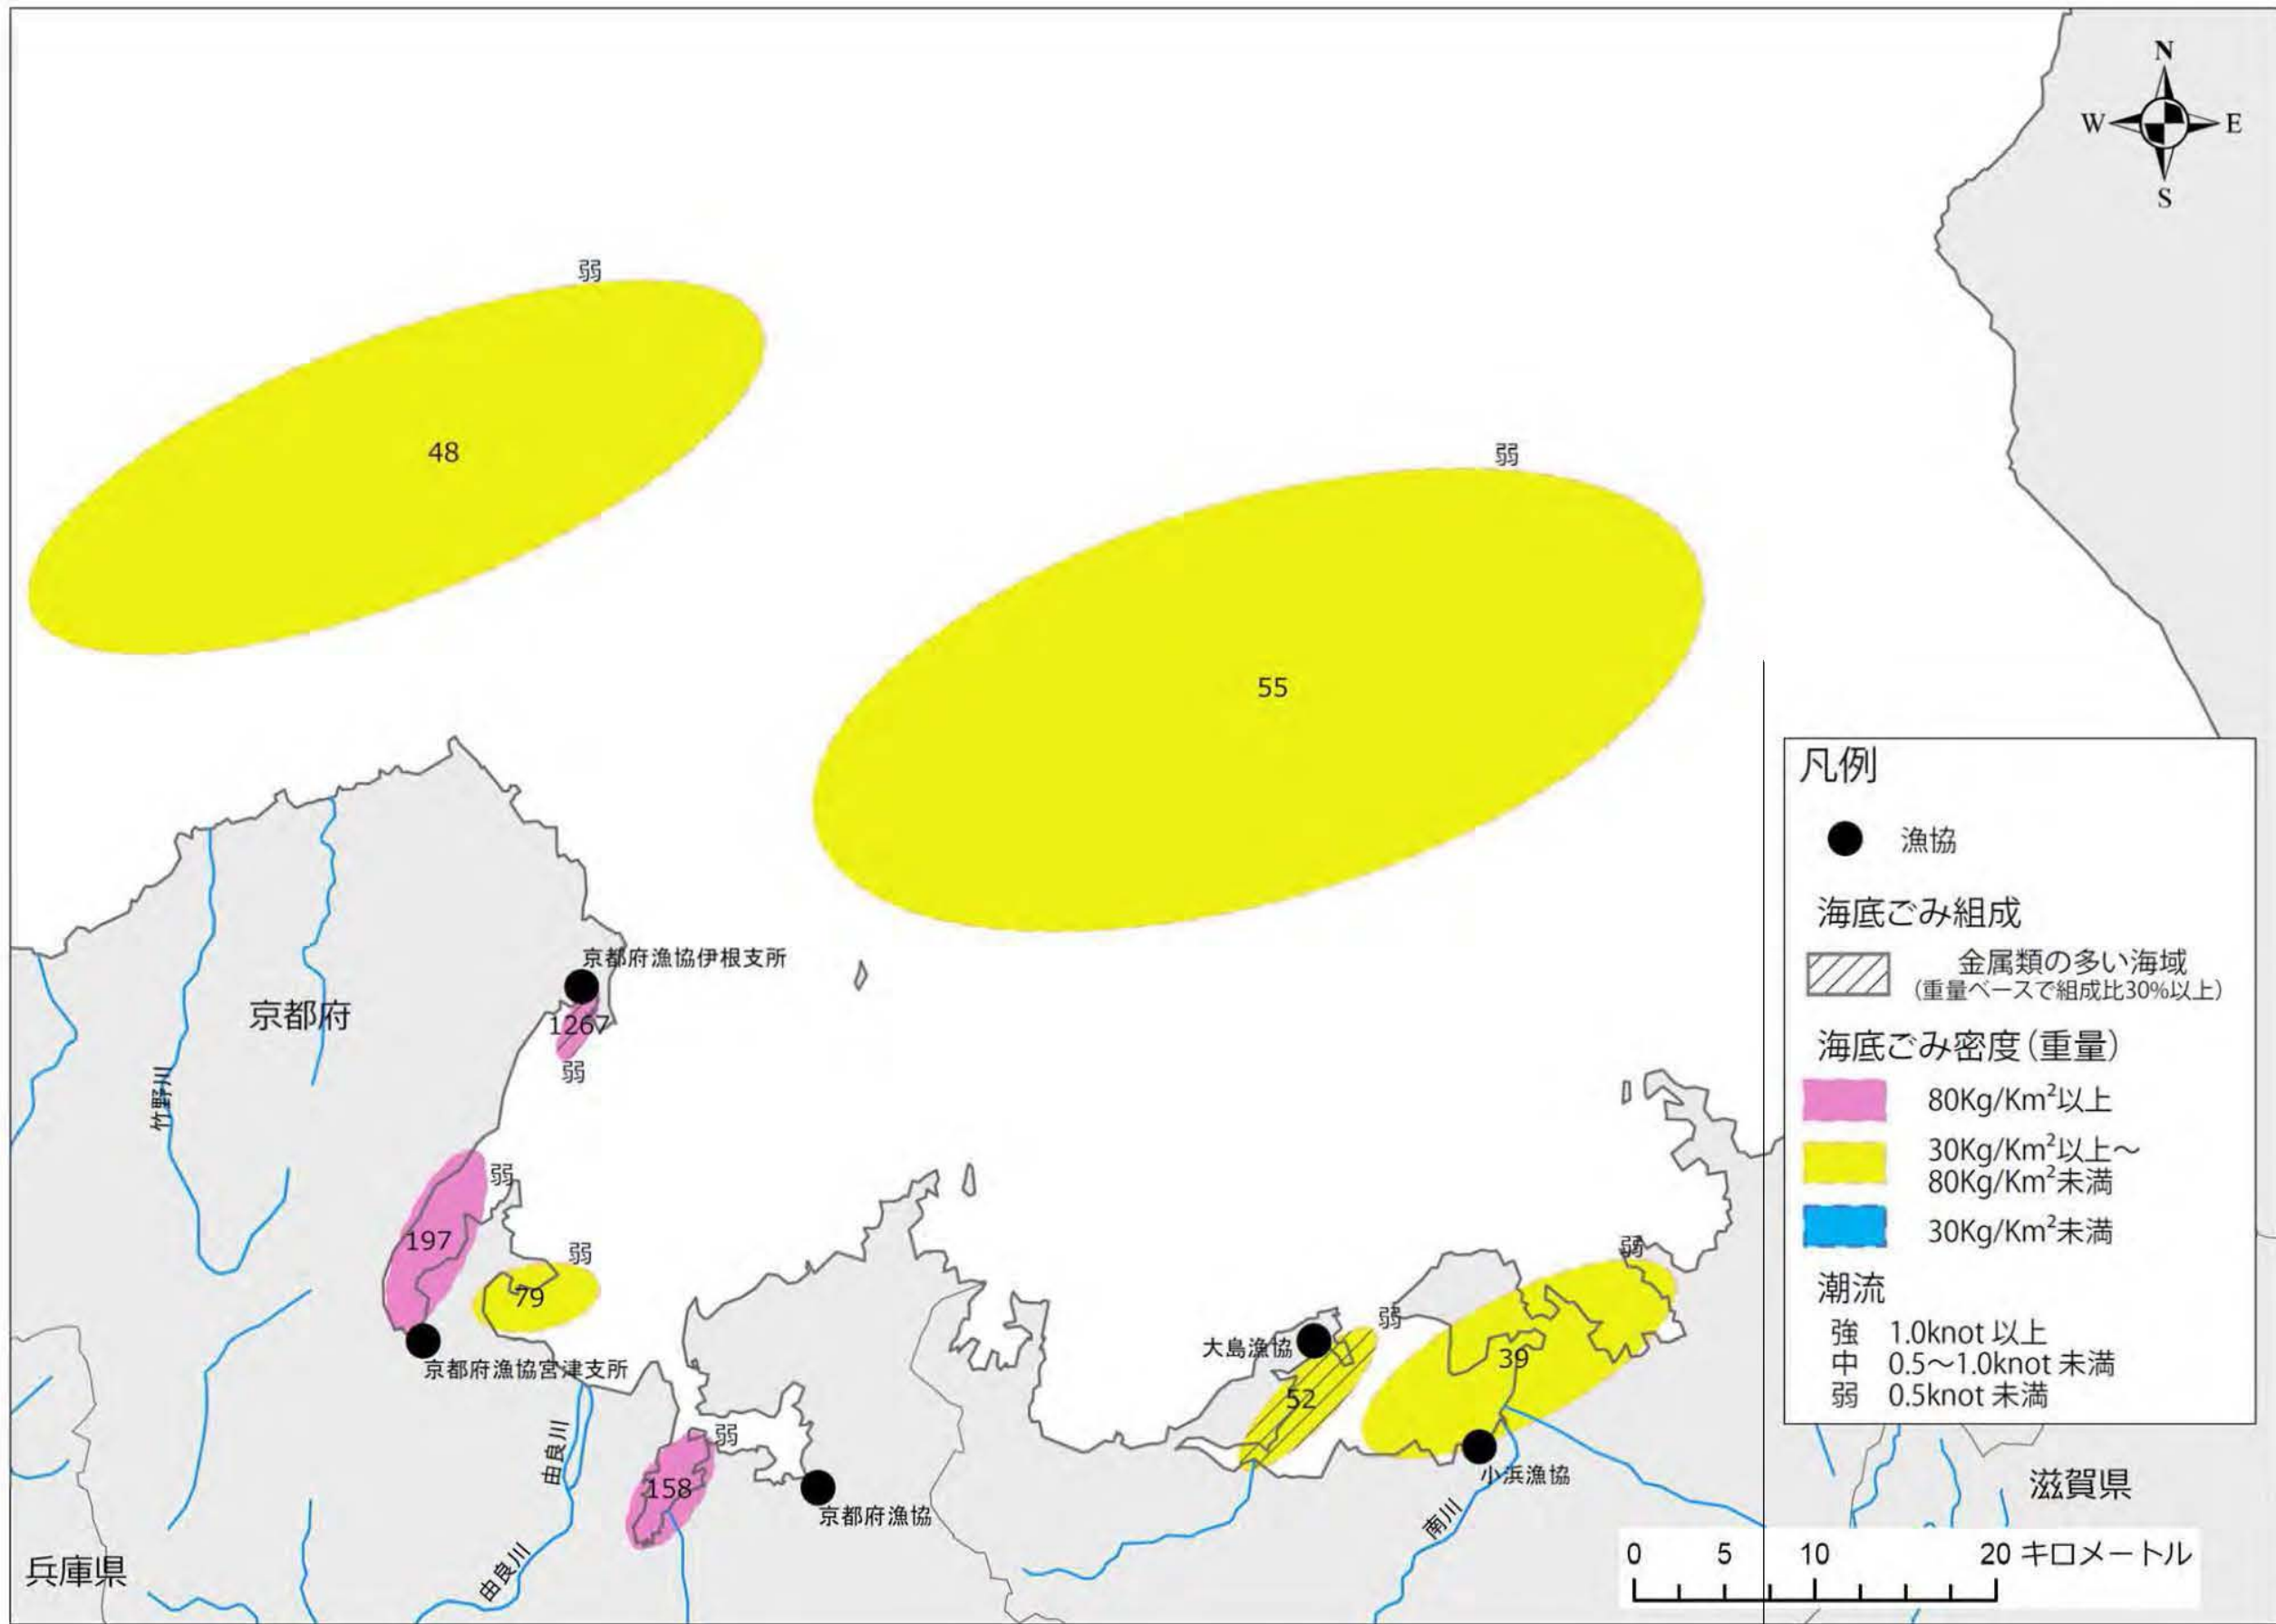 N
W
E
S
弱
48
弱
55
京都府漁協伊根支所
1267
弱
京都府
竹野川
弱
197
弱
79
京都府漁協宮津支所
由良川
由良川
弱
158
京都府漁協
兵庫県
弱
大島漁協
52
弱
39
小浜漁協
南川
滋賀県
凡例
漁協
海底ごみ組成
金属類の多い海域
(重量ベースで組成比30%以上)
海底ごみ密度(重量)
80Kg/Km²以上
30Kg/Km²以上～
80Kg/Km²未満
30Kg/Km²未満
潮流
強 1.0knot 以上
中 0.5～1.0knot 未満
弱 0.5knot 未満
0 5 10 20 キロメートル